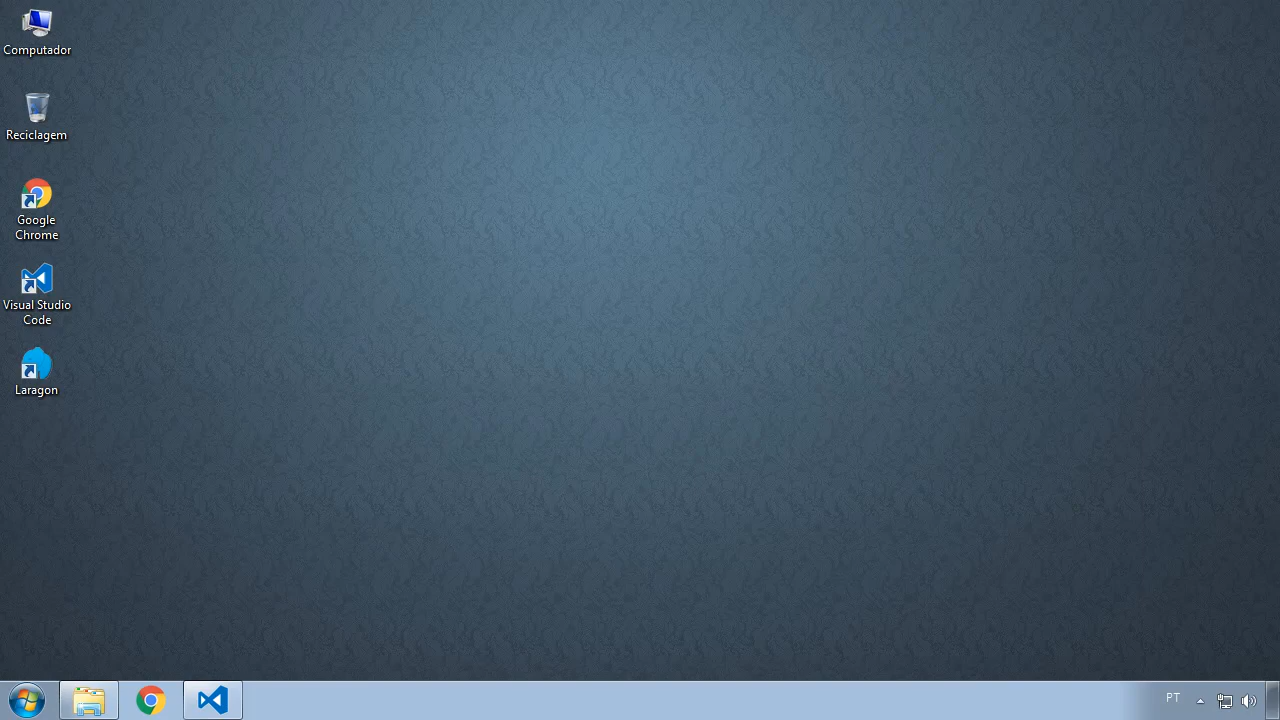 Computador
Reciclagem
Google
Chrome
Visual Studio
Code
Laragon
PT